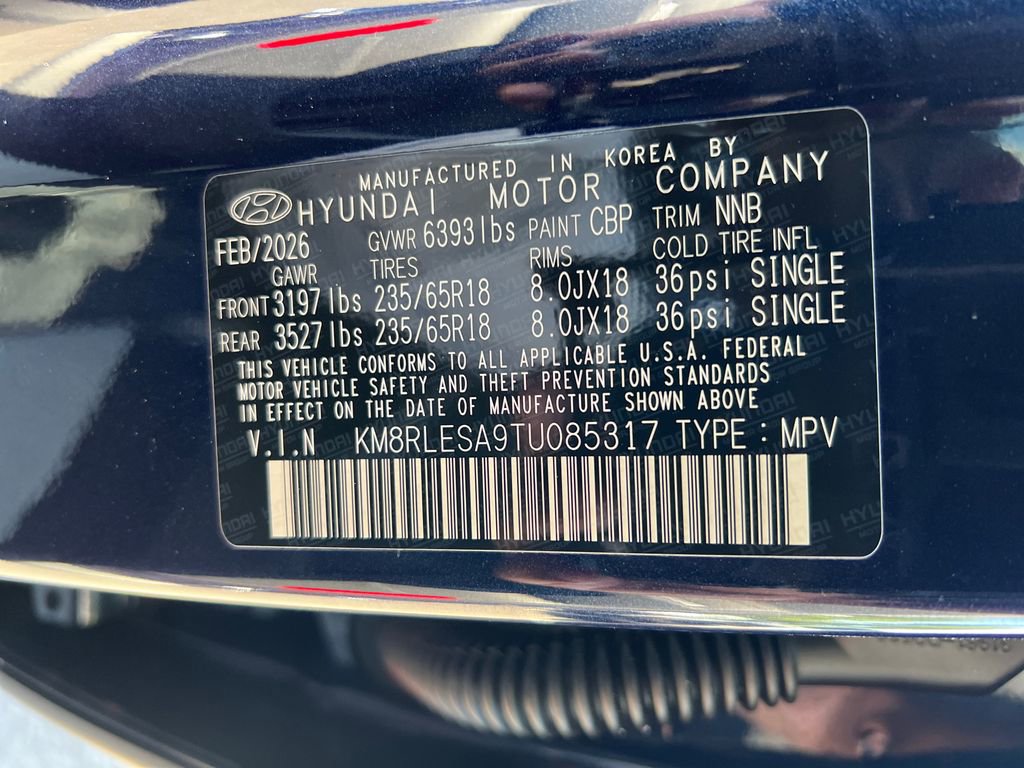 MANUFACTURED IN KOREA BY
HYUNDAI MOTOR COMPANY
FEB/2026 GVWR 6393lbs PAINT CBP TRIM NNB
GAWR TIRES RIMS COLD TIRE INFL
FRONT 3197lbs 235/65R18 8.0JX18 36psi SINGLE
REAR 3527lbs 235/65R18 8.0JX18 36psi SINGLE
THIS VEHICLE CONFORMS TO ALL APPLICABLE U.S.A. FEDERAL
MOTOR VEHICLE SAFETY AND THEFT PREVENTION STANDARDS
IN EFFECT ON THE DATE OF MANUFACTURE SHOWN ABOVE
V.I.N KM8RLESA9TU085317 TYPE : MPV